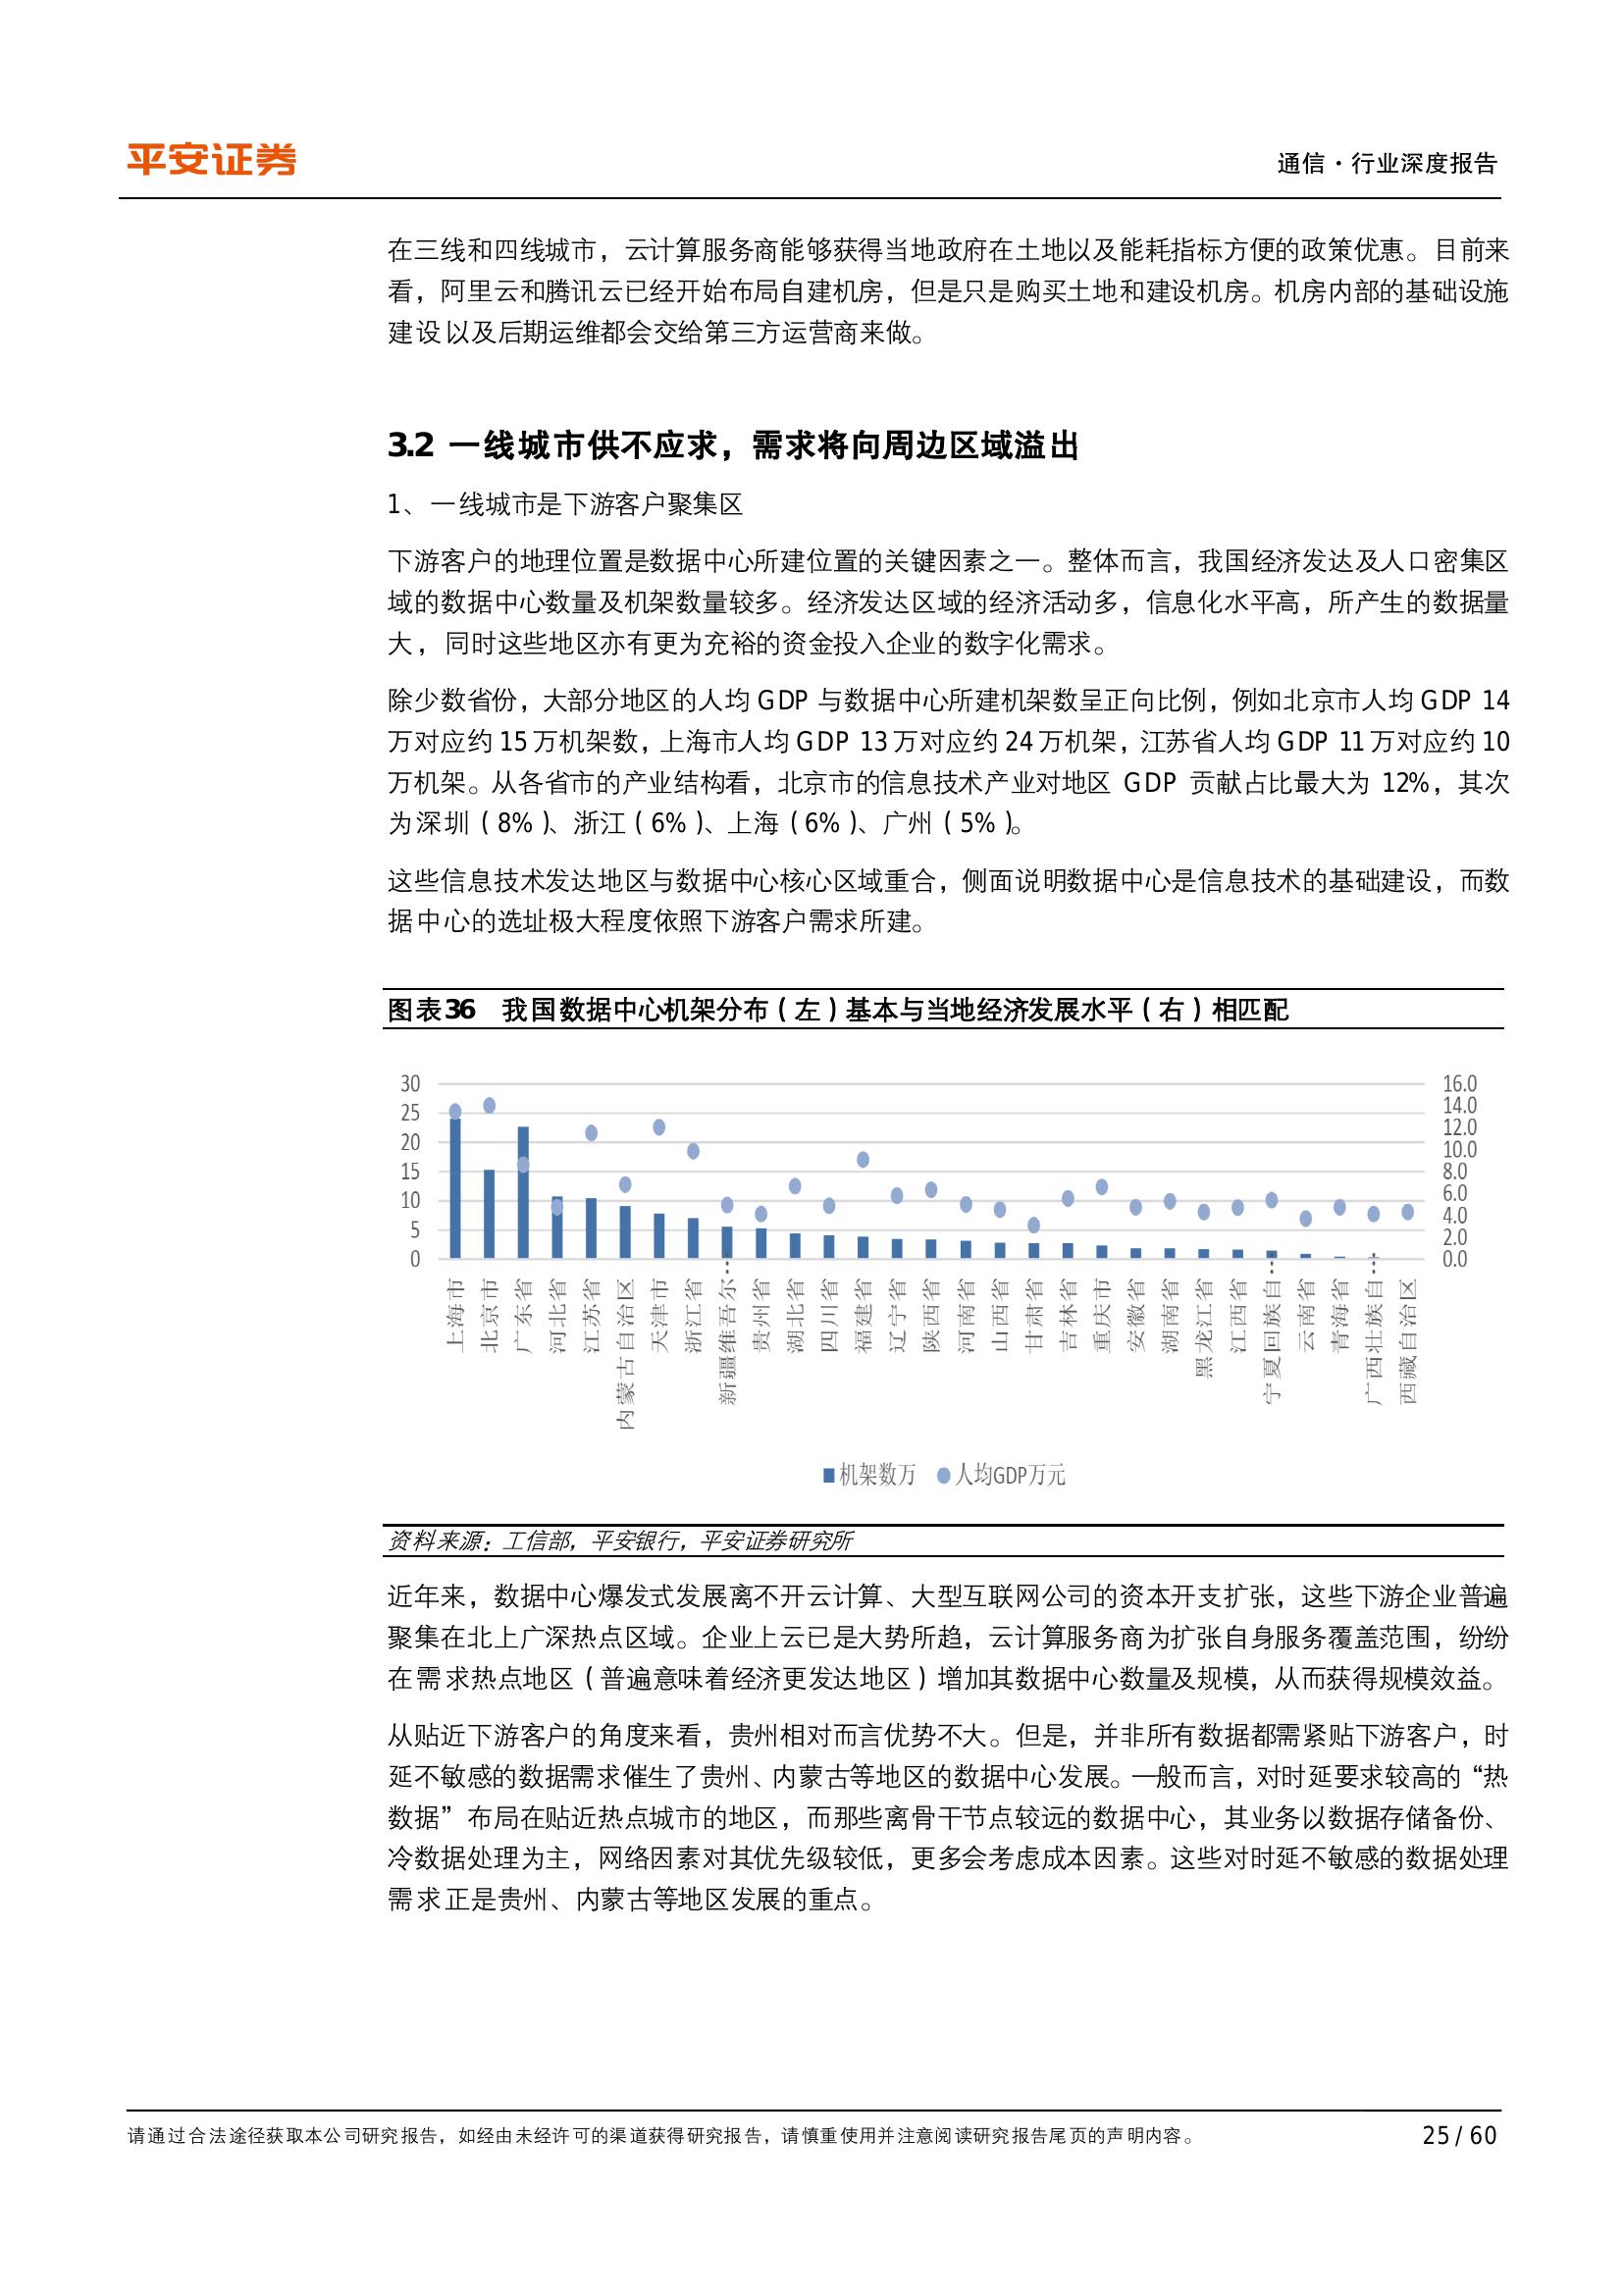 平安证券
通信·行业深度报告
在三线和四线城市，云计算服务商能够获得当地政府在土地以及能耗指标方便的政策优惠。目前来
看，阿里云和腾讯云已经开始布局自建机房，但是只是购买土地和建设机房。机房内部的基础设施
建设以及后期运维都会交给第三方运营商来做。
3.2 一线城市供不应求，需求将向周边区域溢出
1、一线城市是下游客户聚集区
下游客户的地理位置是数据中心所建位置的关键因素之一。整体而言，我国经济发达及人口密集区
域的数据中心数量及机架数量较多。经济发达区域的经济活动多，信息化水平高，所产生的数据量
大，同时这些地区亦有更为充裕的资金投入企业的数字化需求。
除少数省份，大部分地区的人均 GDP 与数据中心所建机架数呈正向比例，例如北京市人均 GDP 14
万对应约 15 万机架数，上海市人均 GDP 13 万对应约 24 万机架，江苏省人均 GDP 11 万对应约 10
万机架。从各省市的产业结构看，北京市的信息技术产业对地区 GDP 贡献占比最大为 12%，其次
为深圳（8%）、浙江（6%）、上海（6%）、广州（5%）。
这些信息技术发达地区与数据中心核心区域重合，侧面说明数据中心是信息技术的基础建设，而数
据中心的选址极大程度依照下游客户需求所建。
图表36 我国数据中心机架分布（左）基本与当地经济发展水平（右）相匹配
30
25
20
15
10
5
0
16.0
14.0
12.0
10.0
8.0
6.0
4.0
2.0
0.0
上海市
北京市
广东省
河北省
江苏省
内蒙古自治区
天津市
浙江省
新疆维吾尔…
贵州省
湖北省
四川省
福建省
辽宁省
陕西省
河南省
山西省
甘肃省
吉林省
重庆市
安徽省
湖南省
黑龙江省
江西省
宁夏回族自…
云南省
青海省
广西壮族自…
西藏自治区
机架数万 人均GDP万元
资料来源：工信部，平安银行，平安证券研究所
近年来，数据中心爆发式发展离不开云计算、大型互联网公司的资本开支扩张，这些下游企业普遍
聚集在北上广深热点区域。企业上云已是大势所趋，云计算服务商为扩张自身服务覆盖范围，纷纷
在需求热点地区（普遍意味着经济更发达地区）增加其数据中心数量及规模，从而获得规模效益。
从贴近下游客户的角度来看，贵州相对而言优势不大。但是，并非所有数据都需紧贴下游客户，时
延不敏感的数据需求催生了贵州、内蒙古等地区的数据中心发展。一般而言，对时延要求较高的“热
数据”布局在贴近热点城市的地区，而那些离骨干节点较远的数据中心，其业务以数据存储备份、
冷数据处理为主，网络因素对其优先级较低，更多会考虑成本因素。这些对时延不敏感的数据处理
需求正是贵州、内蒙古等地区发展的重点。
请通过合法途径获取本公司研究报告，如经由未经许可的渠道获得研究报告，请慎重使用并注意阅读研究报告尾页的声明内容。
25 / 60